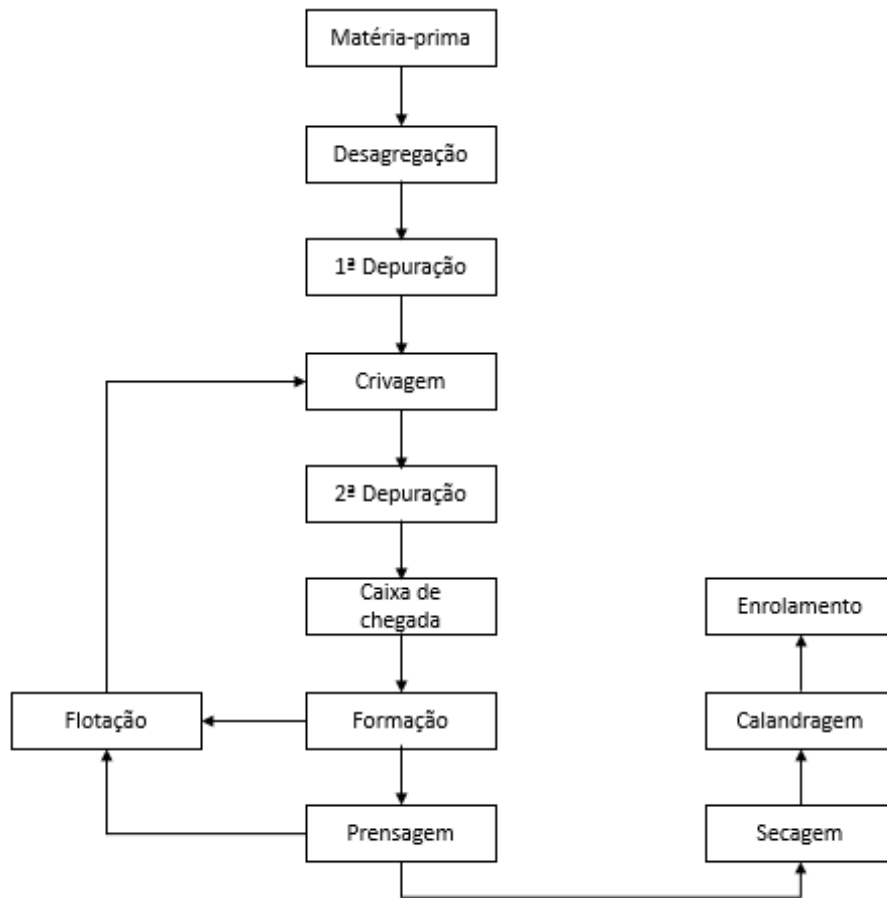 Matéria-prima
Desagregação
1ª Depuração
Crivagem
2ª Depuração
Caixa de
chegada
Enrolamento
Flotação
Formação
Calandragem
Prensagem
Secagem